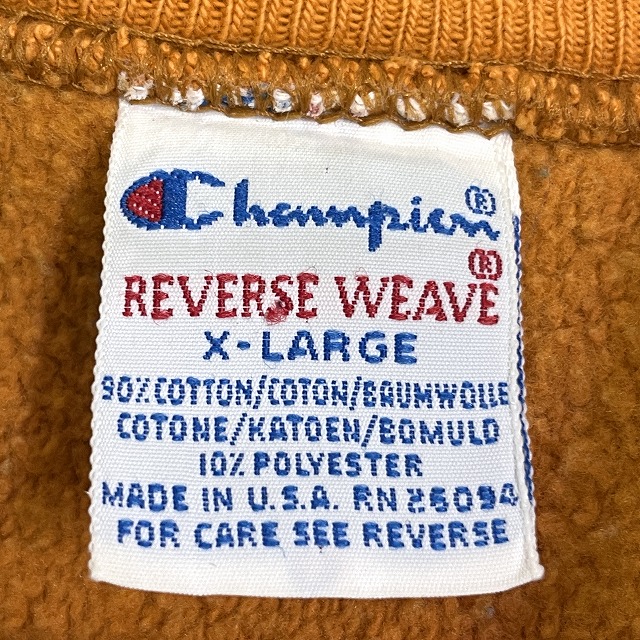 Champion®
REVERSE WEAVE®
X-LARGE
90% COTTON/COTON/BAUMWOLLE
COTONE/KATOEN/BOMULD
10% POLYESTER
MADE IN U.S.A. RN 26094
FOR CARE SEE REVERSE